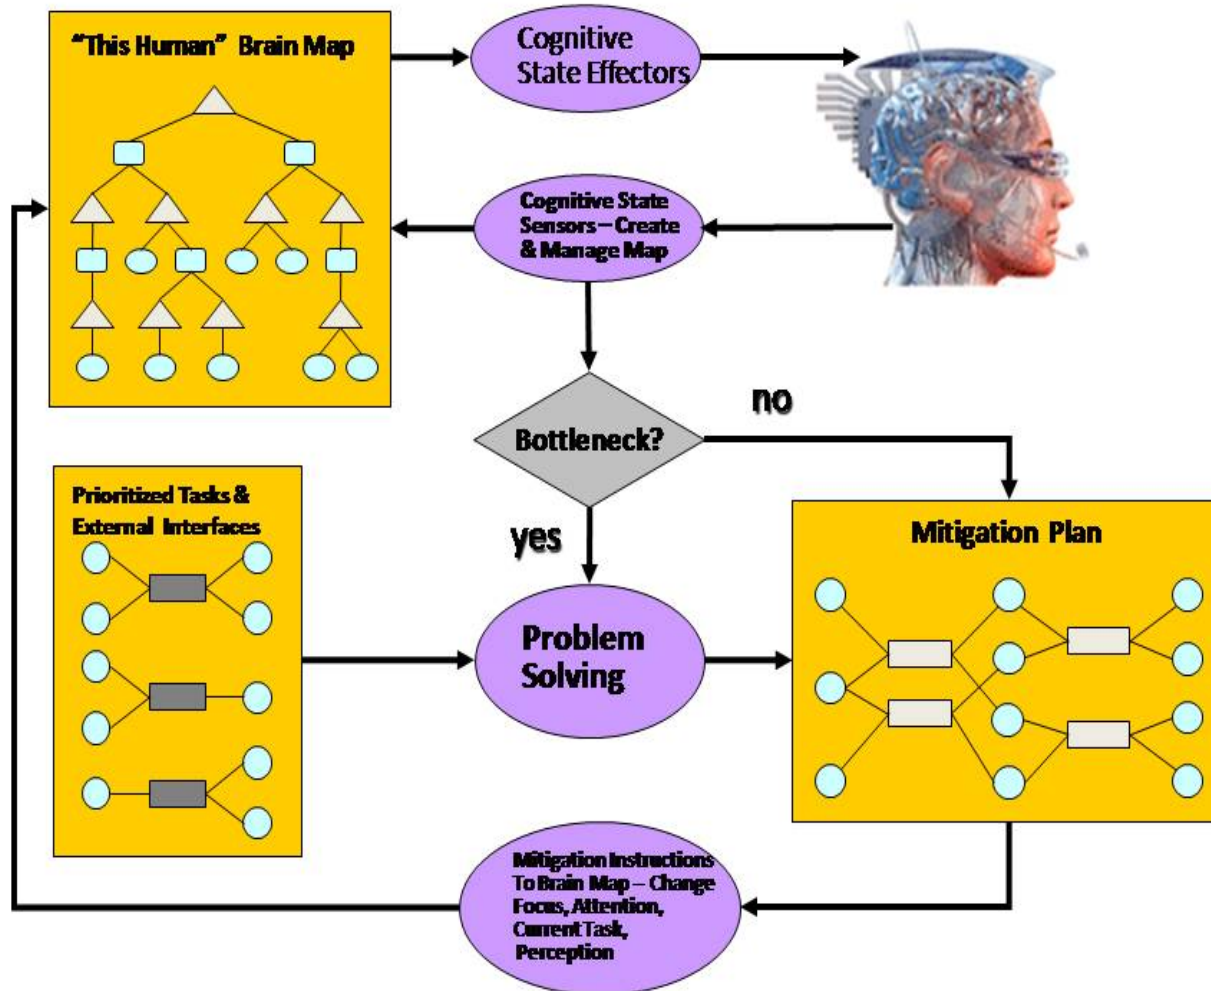 “This Human” Brain Map
Cognitive
State Effectors
Cognitive State
Sensors – Create
& Manage Map
Bottleneck?
no
yes
Prioritized Tasks &
External Interfaces
Problem
Solving
Mitigation Plan
Mitigation Instructions
To Brain Map – Change
Focus, Attention,
Current Task,
Perception